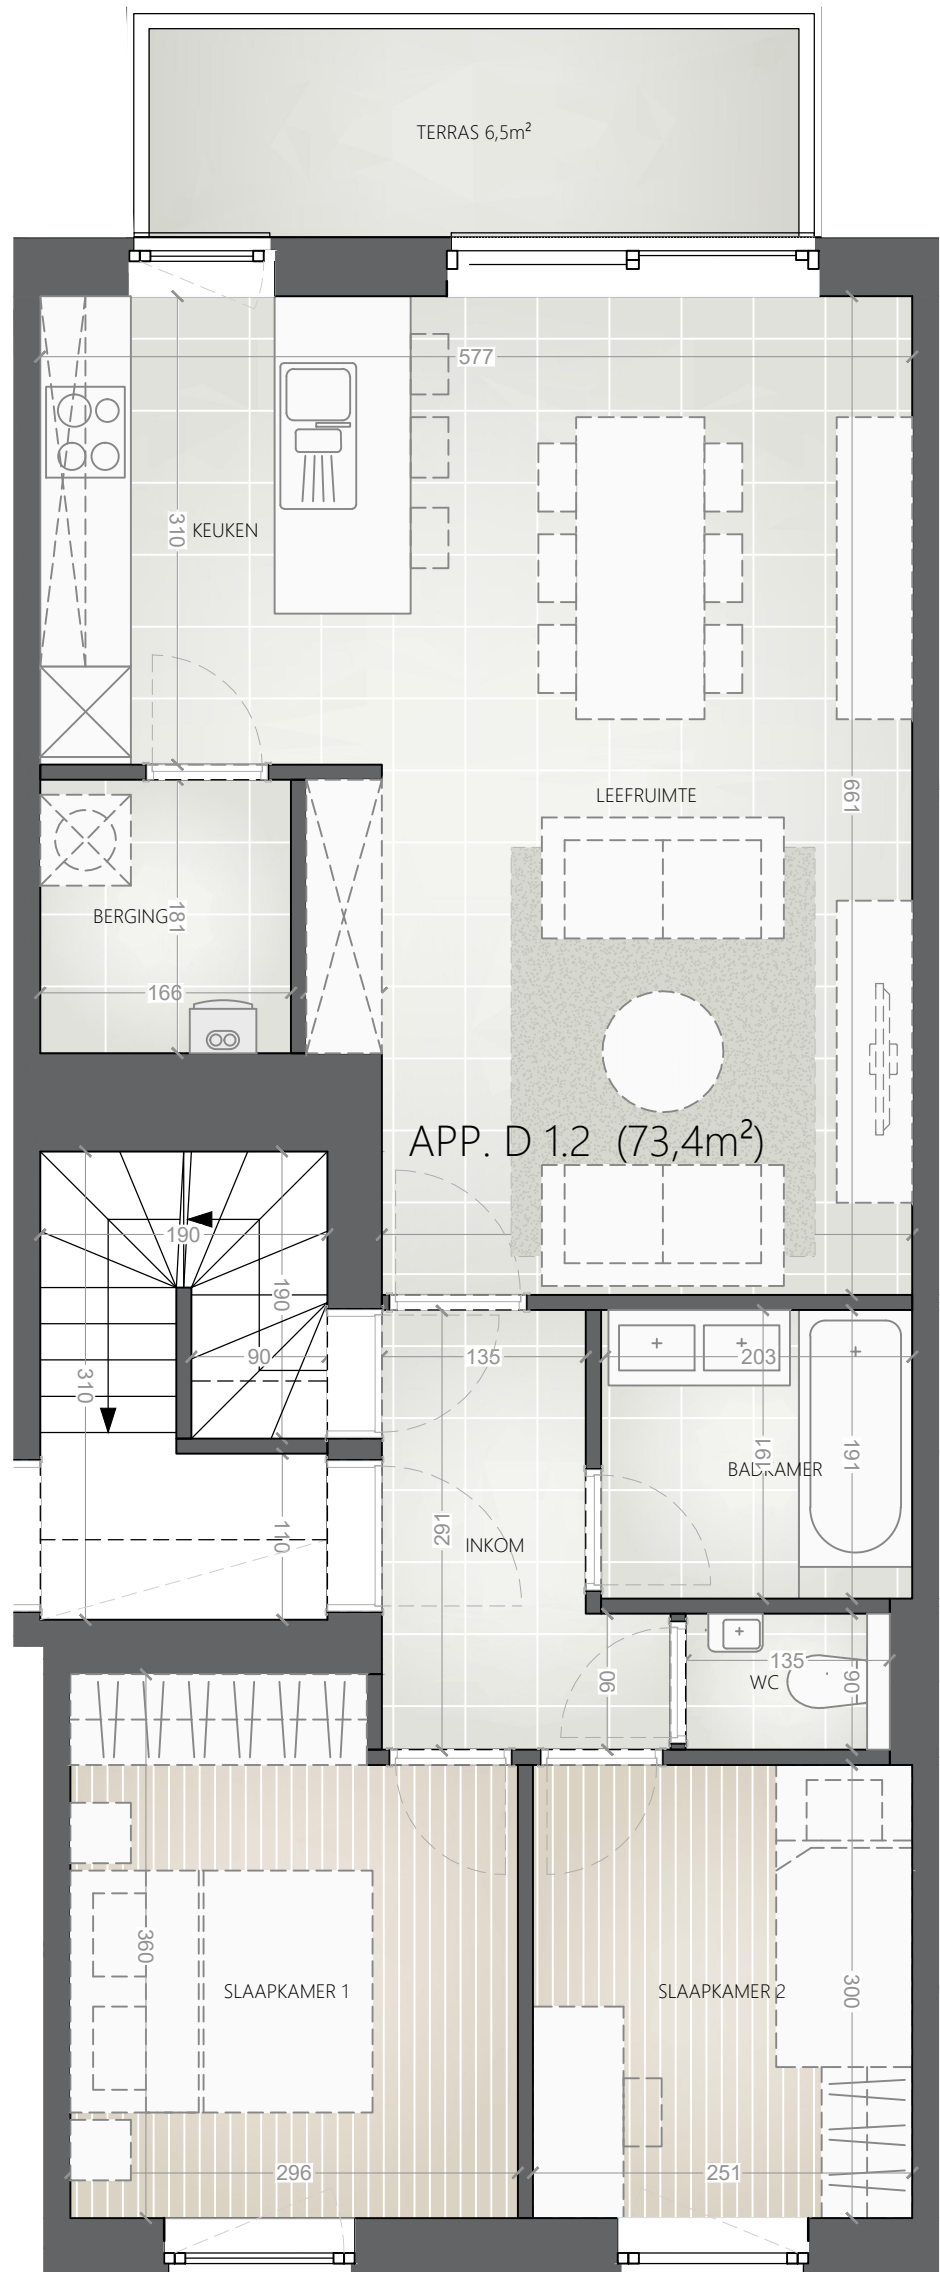 TERRAS 6,5m²
577
310
KEUKEN
LEEFRUIMTE
661
BERGING
181
166
APP. D 1.2 (73,4m²)
190
190
90
310
135
203
191
191
BADKAMER
291
INKOM
110
90
135
WC
90
360
SLAAPKAMER 1
SLAAPKAMER 2
300
296
251